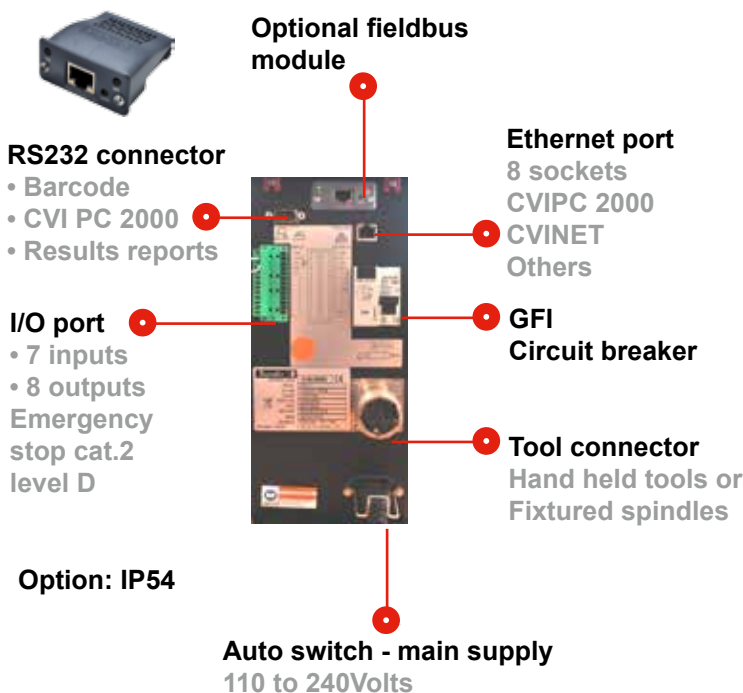 Optional fieldbus
module
RS232 connector
• Barcode
• CVI PC 2000
• Results reports
Ethernet port
8 sockets
CVIPC 2000
CVINET
Others
I/O port
• 7 inputs
• 8 outputs
Emergency
stop cat.2
level D
GFI
Circuit breaker
Tool connector
Hand held tools or
Fixtured spindles
Option: IP54
Auto switch - main supply
110 to 240Volts